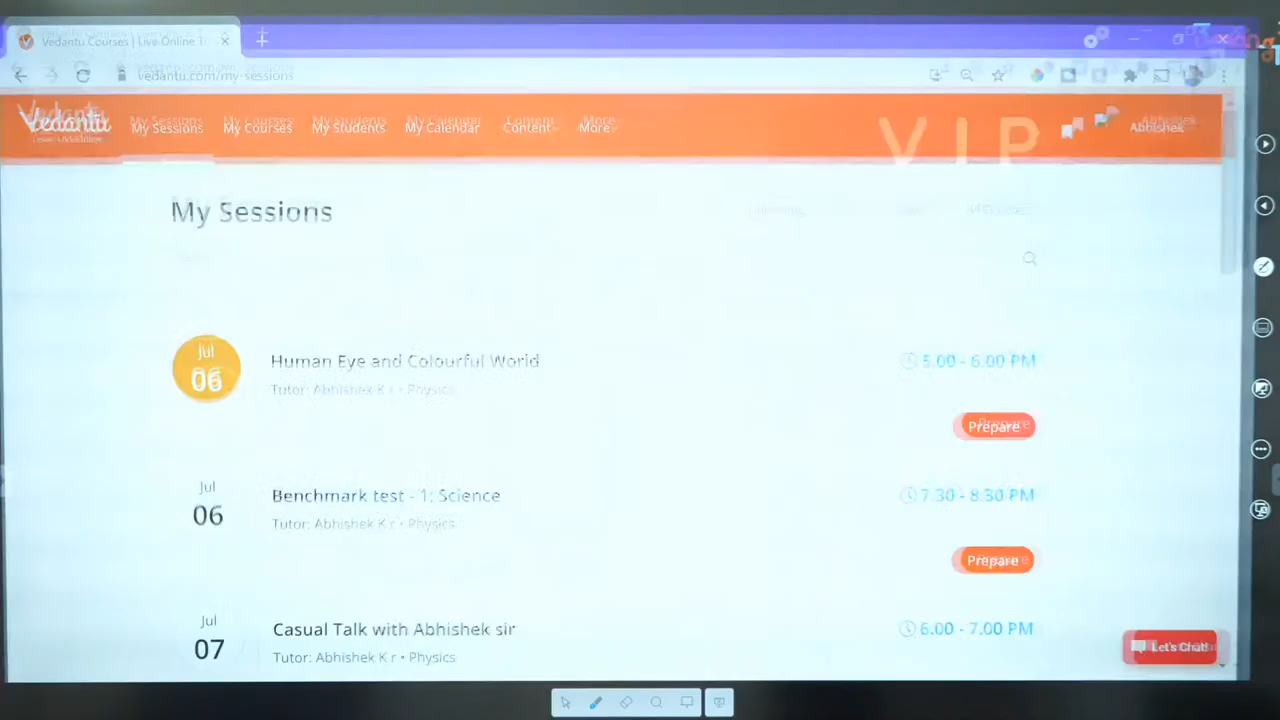 Vedantu Courses | Live Online T
vedantu.com/my-sessions
Vedantu
My Sessions My Courses My Students My Calendar Content More
VIP
Abhishek
My Sessions
Jul
06
Human Eye and Colourful World
5.00 - 6.00 PM
Tutor: Abhishek K r • Physics
Prepare
Jul
06
Benchmark test - 1: Science
7.30 - 8.30 PM
Tutor: Abhishek K r • Physics
Prepare
Jul
07
Casual Talk with Abhishek sir
6.00 - 7.00 PM
Tutor: Abhishek K r • Physics
Let's Chat!